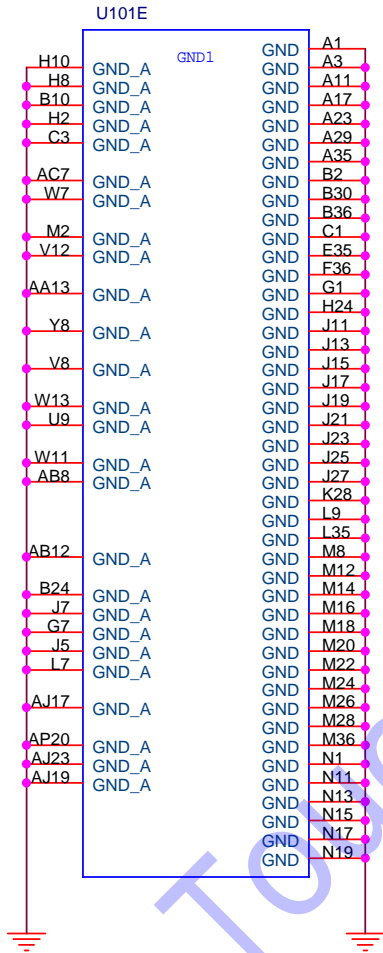 U101E
GND1
H10 GND_A
H8 GND_A
B10 GND_A
H2 GND_A
C3 GND_A
AC7 GND_A
W7 GND_A
M2 GND_A
V12 GND_A
AA13 GND_A
Y8 GND_A
V8 GND_A
W13 GND_A
U9 GND_A
W11 GND_A
AB8 GND_A
AB12 GND_A
B24 GND_A
J7 GND_A
G7 GND_A
J5 GND_A
L7 GND_A
AJ17 GND_A
AP20 GND_A
AJ23 GND_A
AJ19 GND_A
GND A1
GND A3
GND A11
GND A17
GND A23
GND A29
GND A35
GND B2
GND B30
GND B36
GND C1
GND E35
GND F36
GND G1
GND H24
GND J11
GND J13
GND J15
GND J17
GND J19
GND J21
GND J23
GND J25
GND J27
GND K28
GND L9
GND L35
GND M8
GND M12
GND M14
GND M16
GND M18
GND M20
GND M22
GND M24
GND M26
GND M28
GND M36
GND N1
GND N11
GND N13
GND N15
GND N17
GND N19